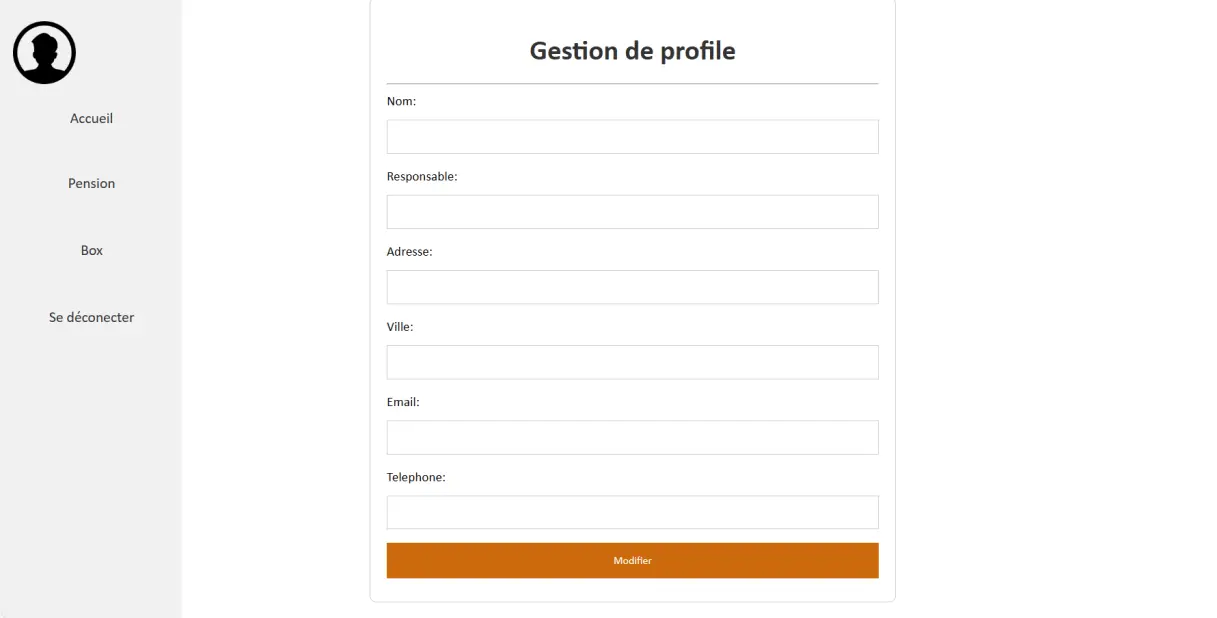 Accueil
Pension
Box
Se déconecter
Gestion de profile
Nom:
Responsable:
Adresse:
Ville:
Email:
Telephone:
Modifier